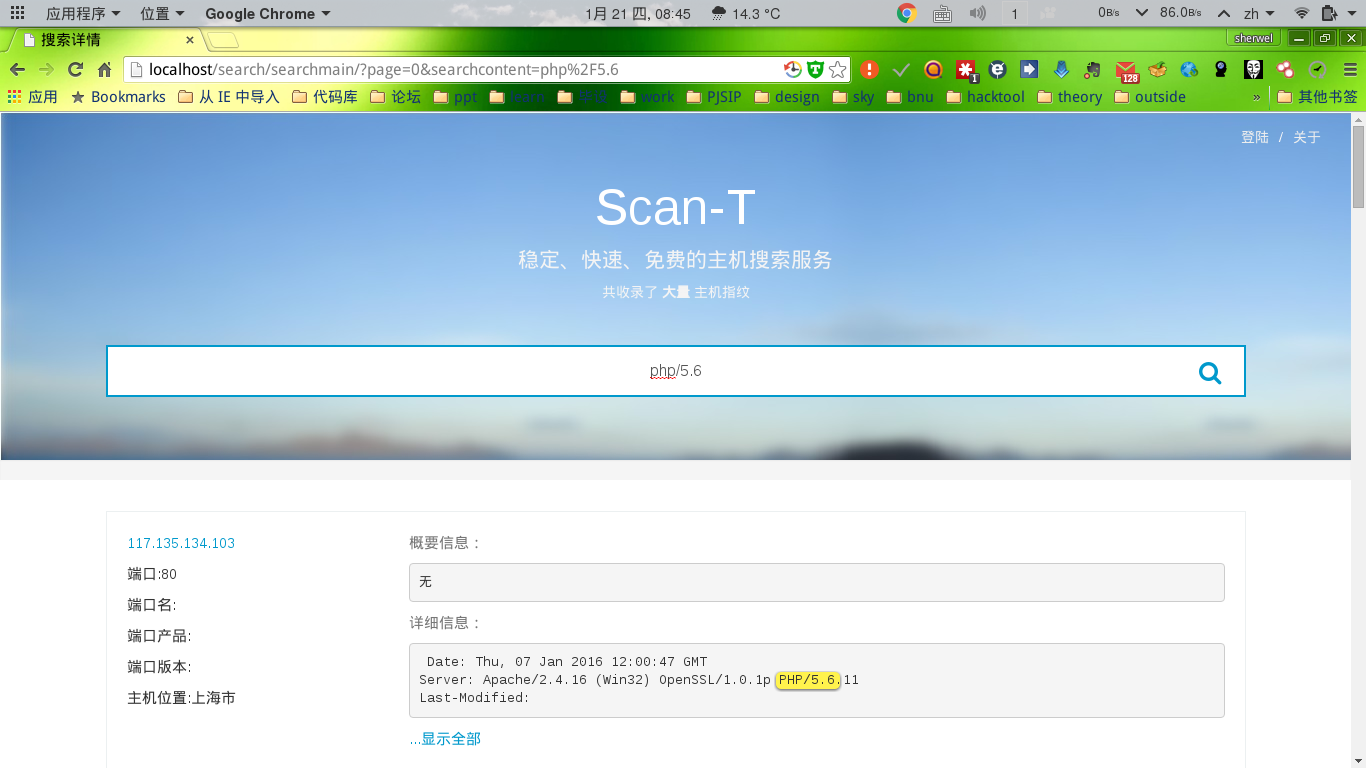 应用程序 位置 Google Chrome 1月 21 四, 08:45 14.3 °C 1 0B/s 86.0B/s zh
搜索详情 × sherwel
localhost/search/searchmain/?page=0&searchcontent=php%2F5.6 1 128
应用 Bookmarks 从 IE 中导入 代码库 论坛 ppt learn work PJSIP design sky bnu hacktool theory outside » 其他书签
登陆 / 关于
Scan-T
稳定、快速、免费的主机搜索服务
共收录了 大量 主机指纹
php/5.6
117.135.134.103
端口:80
端口名:
端口产品:
端口版本:
主机位置:上海市
概要信息：
无
详细信息：
Date: Thu, 07 Jan 2016 12:00:47 GMT
Server: Apache/2.4.16 (Win32) OpenSSL/1.0.1p PHP/5.6.11
Last-Modified:
...显示全部